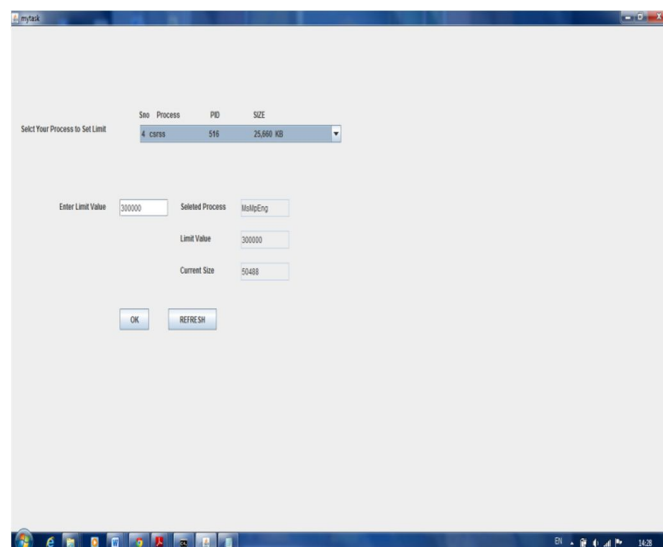 mytask
Sno Process PID SIZE
Selct Your Process to Set Limit
4 csrss 516 25,660 KB
Enter Limit Value 300000 Seleted Process MsMpEng
Limit Value 300000
Current Size 50488
OK REFRESH
EN 14:28